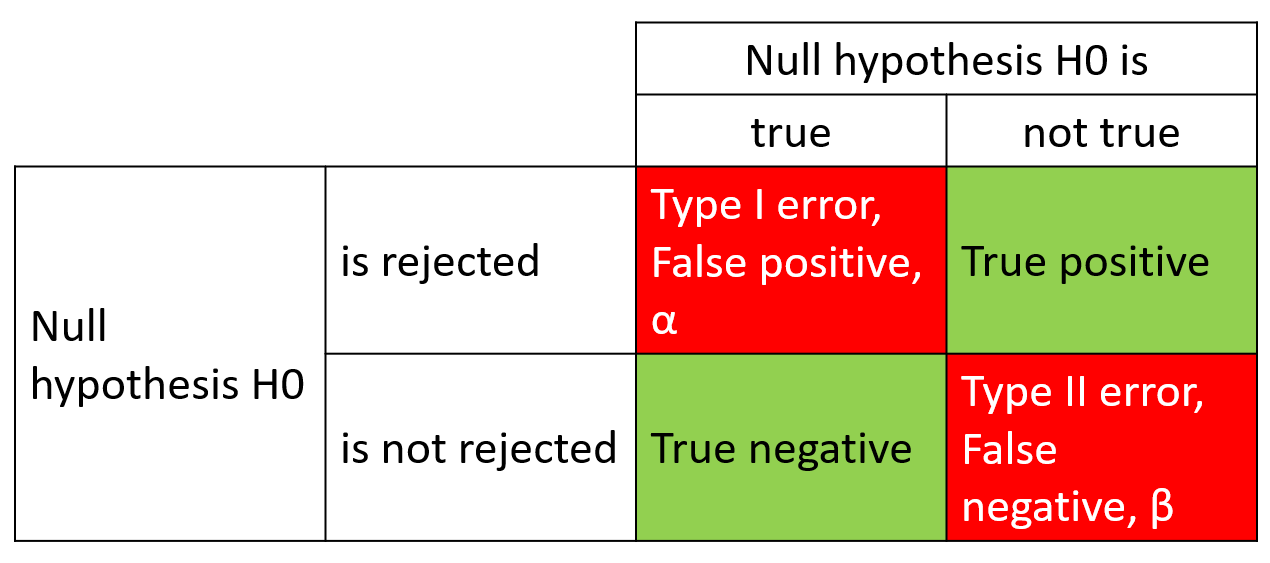 Null hypothesis H0 is
true
not true
Null
hypothesis H0
is rejected
Type I error,
False positive,
α
True positive
is not rejected
True negative
Type II error,
False
negative, β